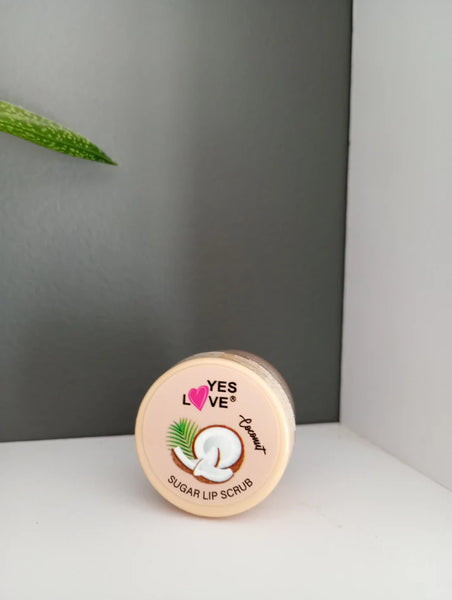 YES
LOVE®
Coconut
SUGAR LIP SCRUB